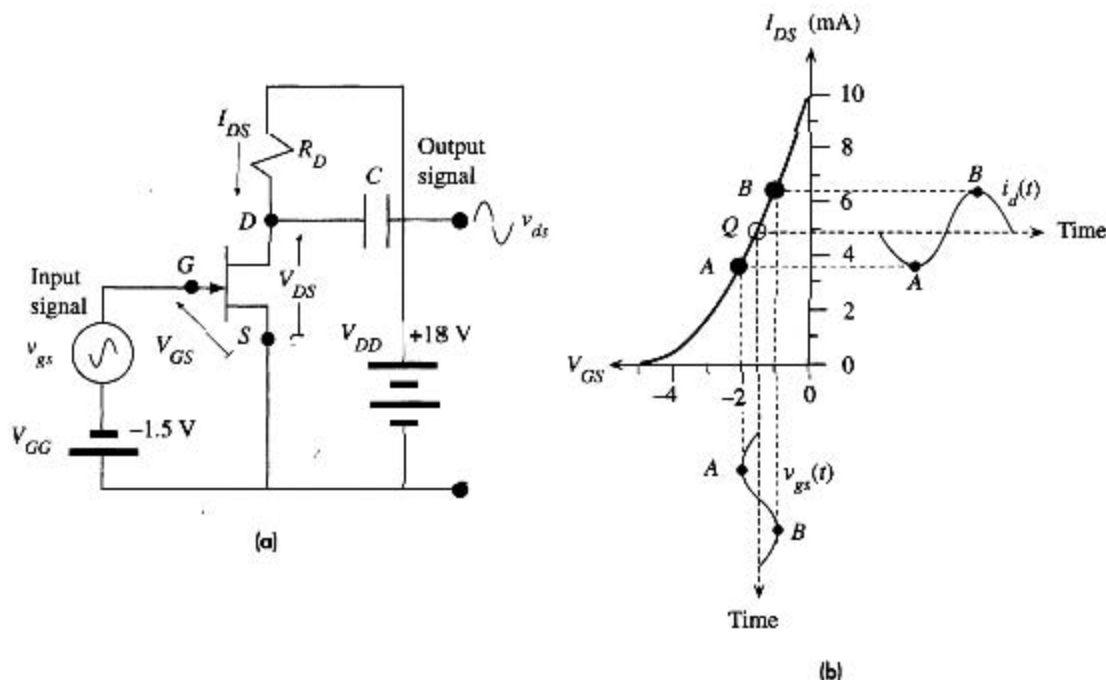 I_DS
R_D
C
Output
signal
D
v_ds
G
Input
signal
V_DS
S
V_GS
v_gs
V_DD
+18 V
V_GG
−1.5 V
(a)
I_DS (mA)
10
8
B
6
Q
4
A
2
V_GS
0
−4
−2
0
B
i_d(t)
Time
A
A
v_gs(t)
B
Time
(b)